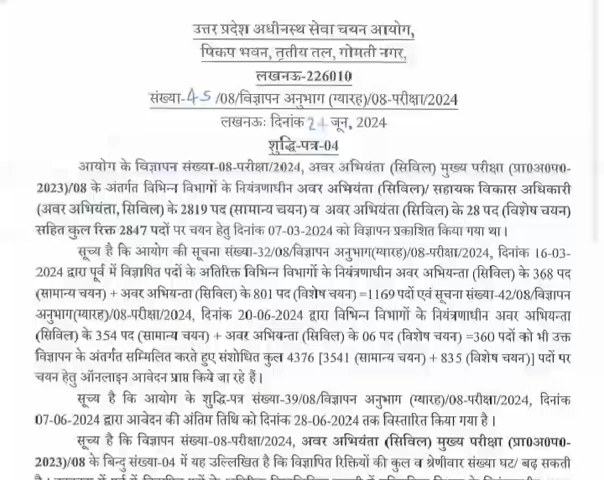 उत्तर प्रदेश अधीनस्थ सेवा चयन आयोग,
पिकप भवन, तृतीय तल, गोमती नगर,
लखनऊ-226010
संख्या-45/08/विज्ञापन अनुभाग (ग्यारह)/08-परीक्षा/2024
लखनऊः दिनांक 24 जून, 2024
शुद्धि-पत्र-04
आयोग के विज्ञापन संख्या-08-परीक्षा/2024, अवर अभियंता (सिविल) मुख्य परीक्षा (प्रा0अ0प0-
2023)/08 के अंतर्गत विभिन्न विभागों के नियंत्रणाधीन अवर अभियंता (सिविल)/ सहायक विकास अधिकारी
(अवर अभियंता, सिविल) के 2819 पद (सामान्य चयन) व अवर अभियंता (सिविल) के 28 पद (विशेष चयन)
सहित कुल रिक्त 2847 पदों पर चयन हेतु दिनांक 07-03-2024 को विज्ञापन प्रकाशित किया गया था।
सूच्य है कि आयोग की सूचना संख्या-32/08/विज्ञापन अनुभाग(ग्यारह)/08-परीक्षा/2024, दिनांक 16-03-
2024 द्वारा पूर्व में विज्ञापित पदों के अतिरिक्त विभिन्न विभागों के नियंत्रणाधीन अवर अभियन्ता (सिविल) के 368 पद
(सामान्य चयन) + अवर अभियन्ता (सिविल) के 801 पद (विशेष चयन) =1169 पदों एवं सूचना संख्या-42/08/विज्ञापन
अनुभाग(ग्यारह)/08-परीक्षा/2024, दिनांक 20-06-2024 द्वारा विभिन्न विभागों के नियंत्रणाधीन अवर अभियन्ता
(सिविल) के 354 पद (सामान्य चयन) + अवर अभियन्ता (सिविल) के 06 पद (विशेष चयन) =360 पदों को भी उक्त
विज्ञापन के अंतर्गत सम्मिलित करते हुए संशोधित कुल 4376 [3541 (सामान्य चयन) + 835 (विशेष चयन)] पदों पर
चयन हेतु ऑनलाइन आवेदन प्राप्त किये जा रहे हैं।
सूच्य है कि आयोग के शुद्धि-पत्र संख्या-39/08/विज्ञापन अनुभाग (ग्यारह)/08-परीक्षा/2024, दिनांक
07-06-2024 द्वारा आवेदन की अंतिम तिथि को दिनांक 28-06-2024 तक विस्तारित किया गया है।
सूच्य है कि विज्ञापन संख्या-08-परीक्षा/2024, अवर अभियंता (सिविल) मुख्य परीक्षा (प्रा0अ0प0-
2023)/08 के बिन्दु संख्या-04 में यह उल्लिखित है कि विज्ञापित रिक्तियों की कुल व श्रेणीवार संख्या घट/ बढ़ सकती